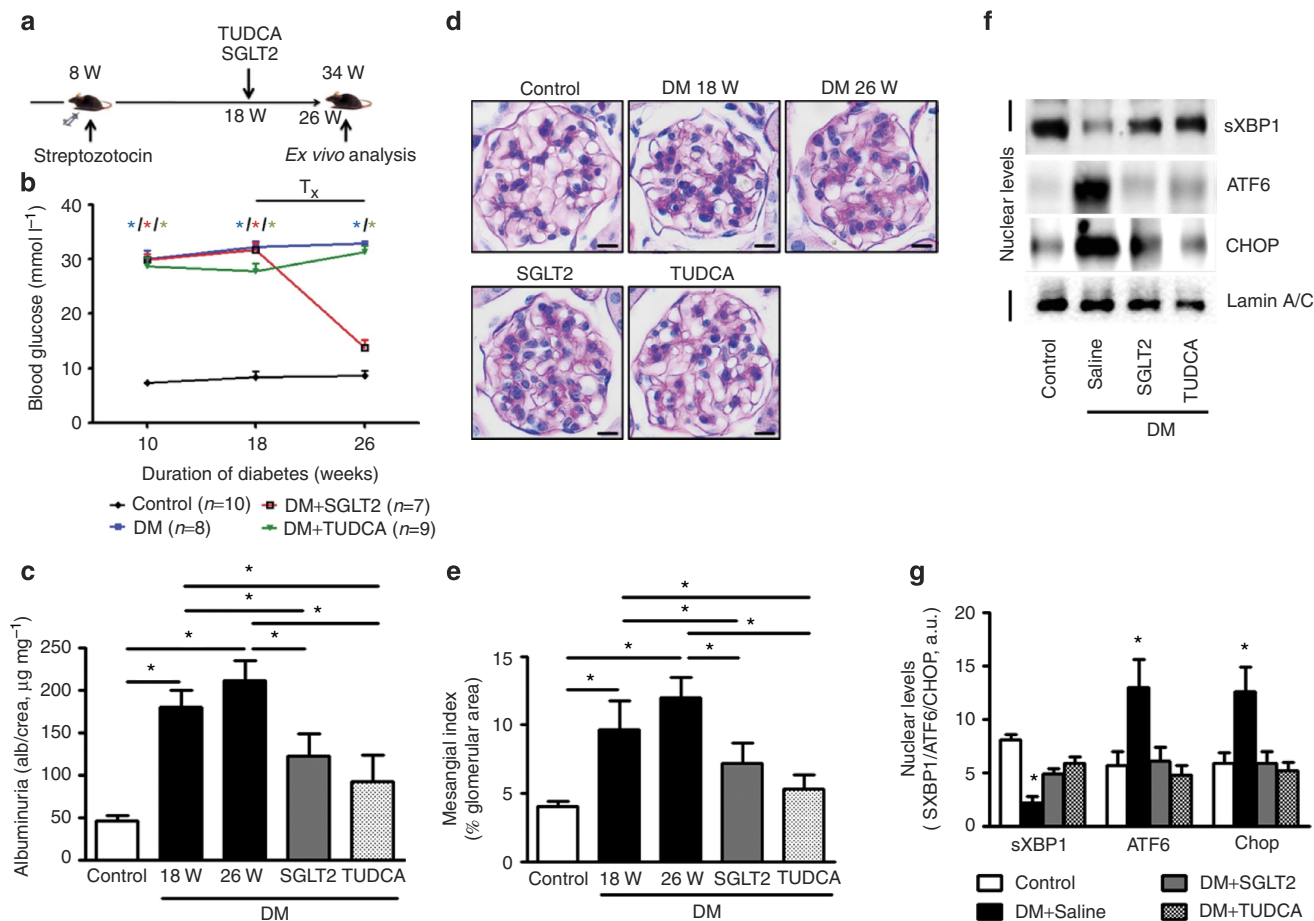 a
TUDCA
SGLT2
8 W
34 W
18 W
26 W
Streptozotocin
Ex vivo analysis
b
Tx
*/*/*
*/*/*
*/*
Blood glucose (mmol l–1)
40
30
20
10
0
10
18
26
Duration of diabetes (weeks)
Control (n=10)
DM+SGLT2 (n=7)
DM (n=8)
DM+TUDCA (n=9)
c
*
*
*
*
*
*
Albuminuria (alb/crea, µg mg–1)
250
200
150
100
50
0
Control
18 W
26 W
SGLT2
TUDCA
DM
d
Control
DM 18 W
DM 26 W
SGLT2
TUDCA
e
*
*
*
*
*
*
Mesangial index
(% glomerular area)
15
10
5
0
Control
18 W
26 W
SGLT2
TUDCA
DM
f
Nuclear levels
sXBP1
ATF6
CHOP
Lamin A/C
Control
Saline
SGLT2
TUDCA
DM
g
Nuclear levels
( SXBP1/ATF6/CHOP, a.u.)
20
15
10
5
0
*
*
*
sXBP1
ATF6
Chop
Control
DM+SGLT2
DM+Saline
DM+TUDCA